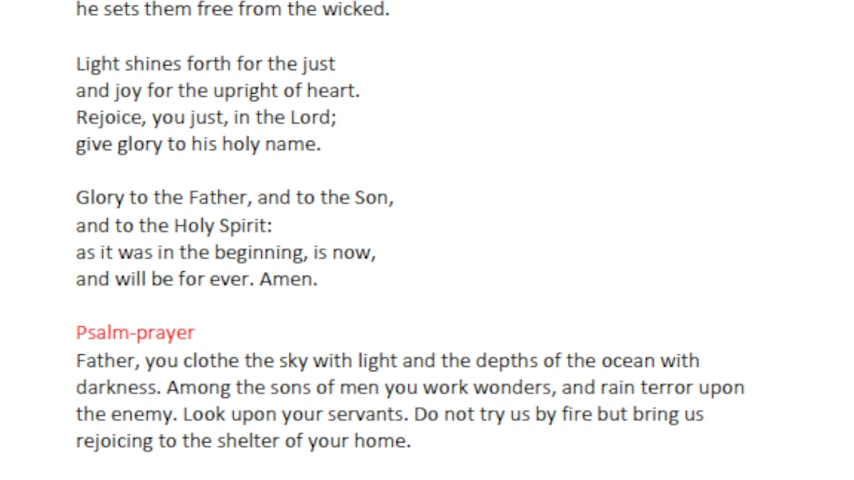 he sets them free from the wicked.
Light shines forth for the just
and joy for the upright of heart.
Rejoice, you just, in the Lord;
give glory to his holy name.
Glory to the Father, and to the Son,
and to the Holy Spirit:
as it was in the beginning, is now,
and will be for ever. Amen.
Psalm-prayer
Father, you clothe the sky with light and the depths of the ocean with
darkness. Among the sons of men you work wonders, and rain terror upon
the enemy. Look upon your servants. Do not try us by fire but bring us
rejoicing to the shelter of your home.